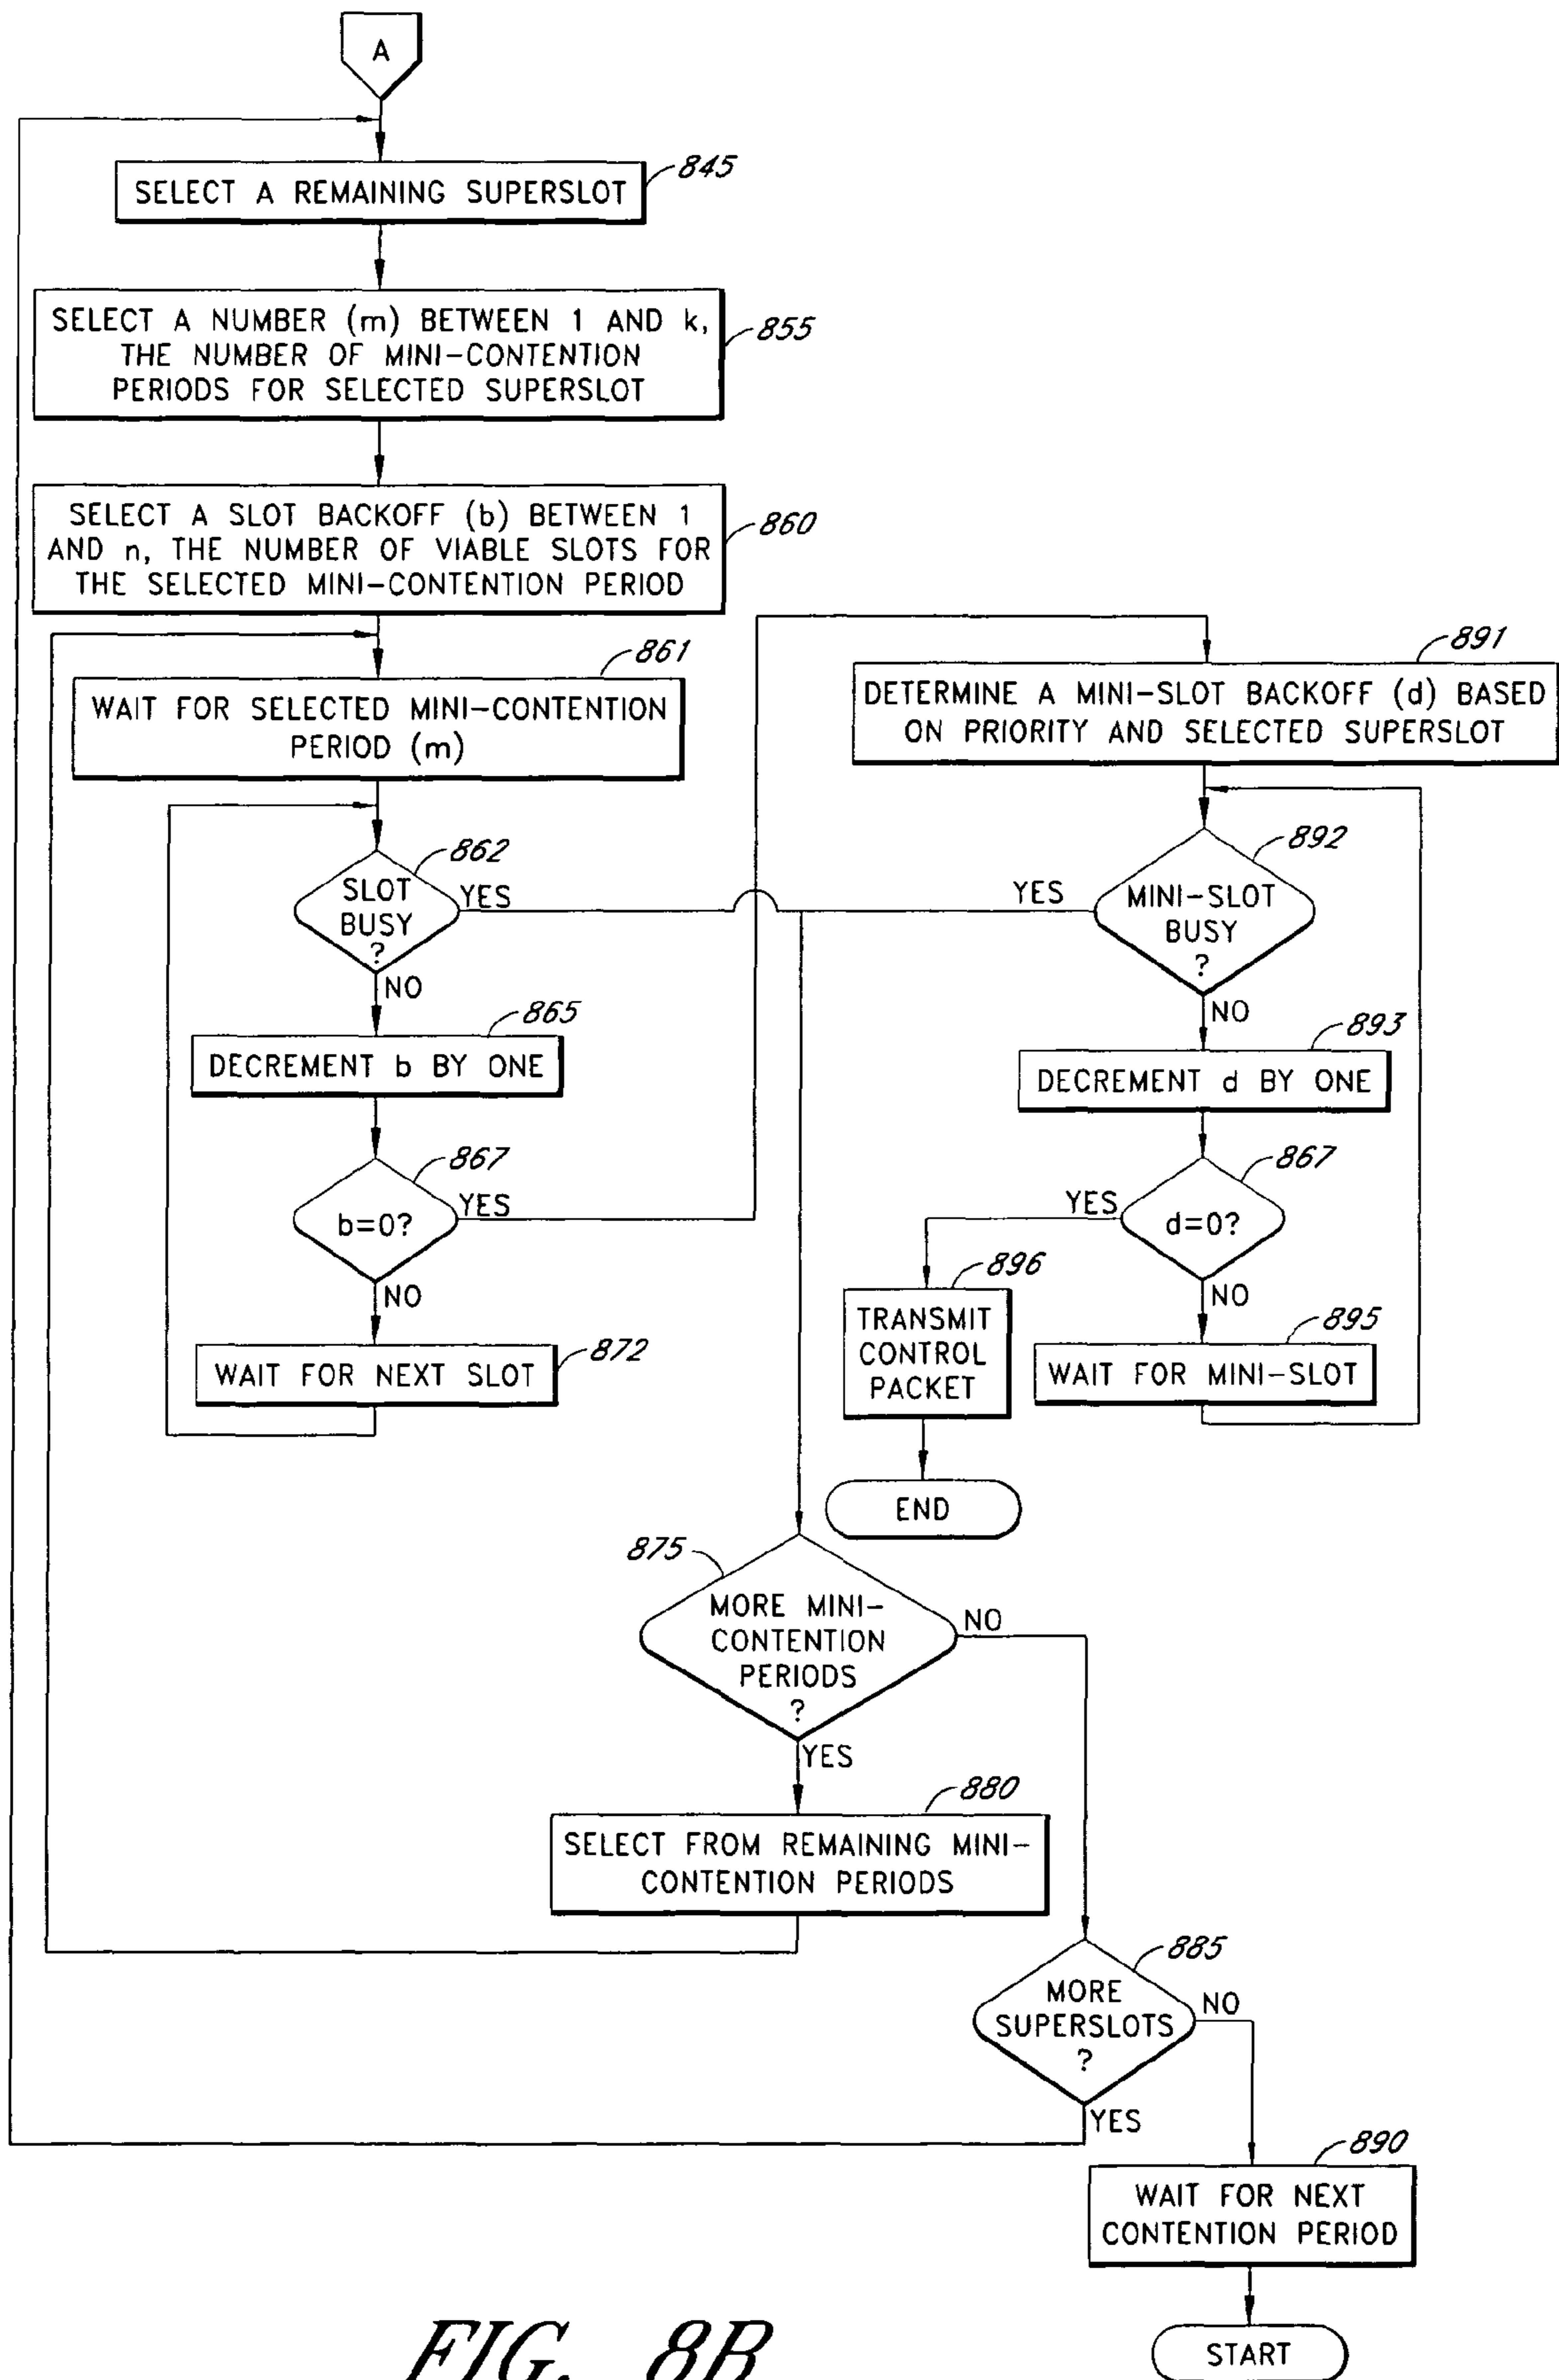 A
SELECT A REMAINING SUPERSLOT
845
SELECT A NUMBER (m) BETWEEN 1 AND k,
THE NUMBER OF MINI-CONTENTION
PERIODS FOR SELECTED SUPERSLOT
855
SELECT A SLOT BACKOFF (b) BETWEEN 1
AND n, THE NUMBER OF VIABLE SLOTS FOR
THE SELECTED MINI-CONTENTION PERIOD
860
WAIT FOR SELECTED MINI-CONTENTION
PERIOD (m)
861
SLOT
BUSY
?
862
YES
NO
DECREMENT b BY ONE
865
b=0?
867
YES
NO
WAIT FOR NEXT SLOT
872
DETERMINE A MINI-SLOT BACKOFF (d) BASED
ON PRIORITY AND SELECTED SUPERSLOT
891
MINI-SLOT
BUSY
?
892
YES
NO
DECREMENT d BY ONE
893
d=0?
867
YES
NO
TRANSMIT
CONTROL
PACKET
896
WAIT FOR MINI-SLOT
895
END
MORE MINI-
CONTENTION
PERIODS
?
875
NO
YES
SELECT FROM REMAINING MINI-
CONTENTION PERIODS
880
MORE
SUPERSLOTS
?
885
NO
YES
WAIT FOR NEXT
CONTENTION PERIOD
890
START
FIG. 8B